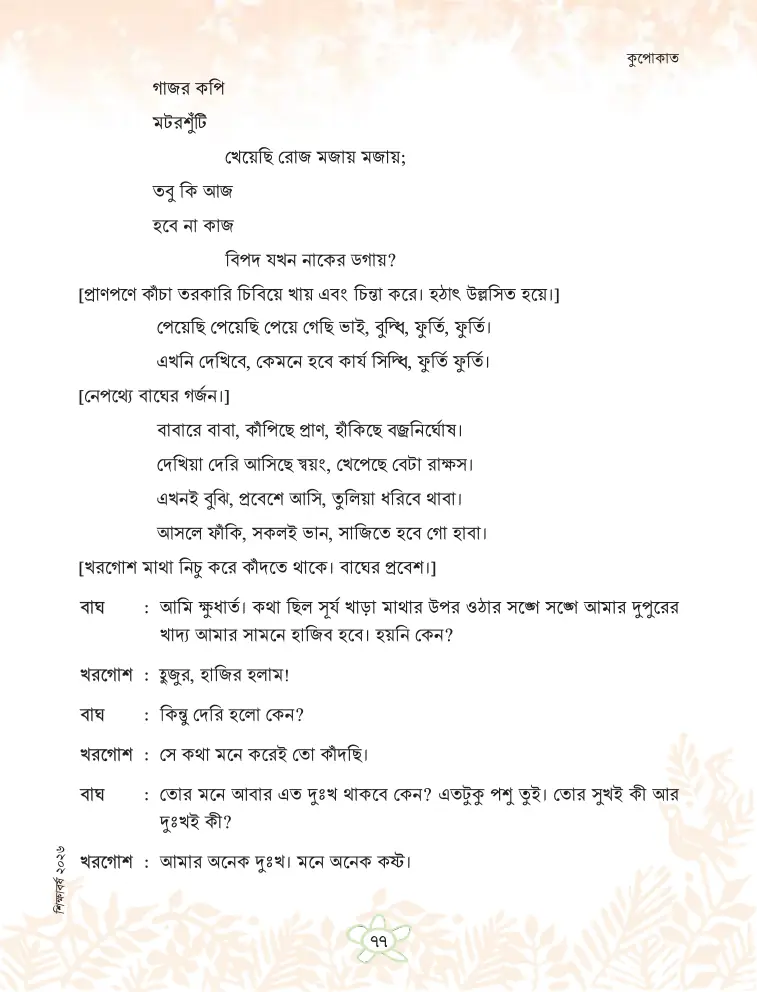 কুপোকাত
গাজর কপি
মটরশুঁটি
খেয়েছি রোজ মজায় মজায়;
তবু কি আজ
হবে না কাজ
বিপদ যখন নাকের ডগায়?
[প্রাণপণে কাঁচা তরকারি চিবিয়ে খায় এবং চিন্তা করে। হঠাৎ উল্লসিত হয়ে।]
পেয়েছি পেয়েছি পেয়ে গেছি ভাই, বুদ্ধি, ফুর্তি, ফুর্তি।
এখনি দেখিবে, কেমনে হবে কার্য সিদ্ধি, ফুর্তি ফুর্তি।
[নেপথ্যে বাঘের গর্জন।]
বাবারে বাবা, কাঁপিছে প্রাণ, হাঁকিছে বজ্রনির্ঘোষ।
দেখিয়া দেরি আসিছে স্বয়ং, খেপেছে বেটা রাক্ষস।
এখনই বুঝি, প্রবেশে আসি, তুলিয়া ধরিবে থাবা।
আসলে ফাঁকি, সকলই ভান, সাজিতে হবে গো হাবা।
[খরগোশ মাথা নিচু করে কাঁদতে থাকে। বাঘের প্রবেশ।]
বাঘ : আমি ক্ষুধার্ত। কথা ছিল সূর্য খাড়া মাথার উপর ওঠার সঙ্গে সঙ্গে আমার দুপুরের
খাদ্য আমার সামনে হাজিব হবে। হয়নি কেন?
খরগোশ : হুজুর, হাজির হলাম!
বাঘ : কিন্তু দেরি হলো কেন?
খরগোশ : সে কথা মনে করেই তো কাঁদছি।
বাঘ : তোর মনে আবার এত দুঃখ থাকবে কেন? এতটুকু পশু তুই। তোর সুখই কী আর
দুঃখই কী?
খরগোশ : আমার অনেক দুঃখ। মনে অনেক কষ্ট।
শিক্ষাবর্ষ ২০২৬
৭৭